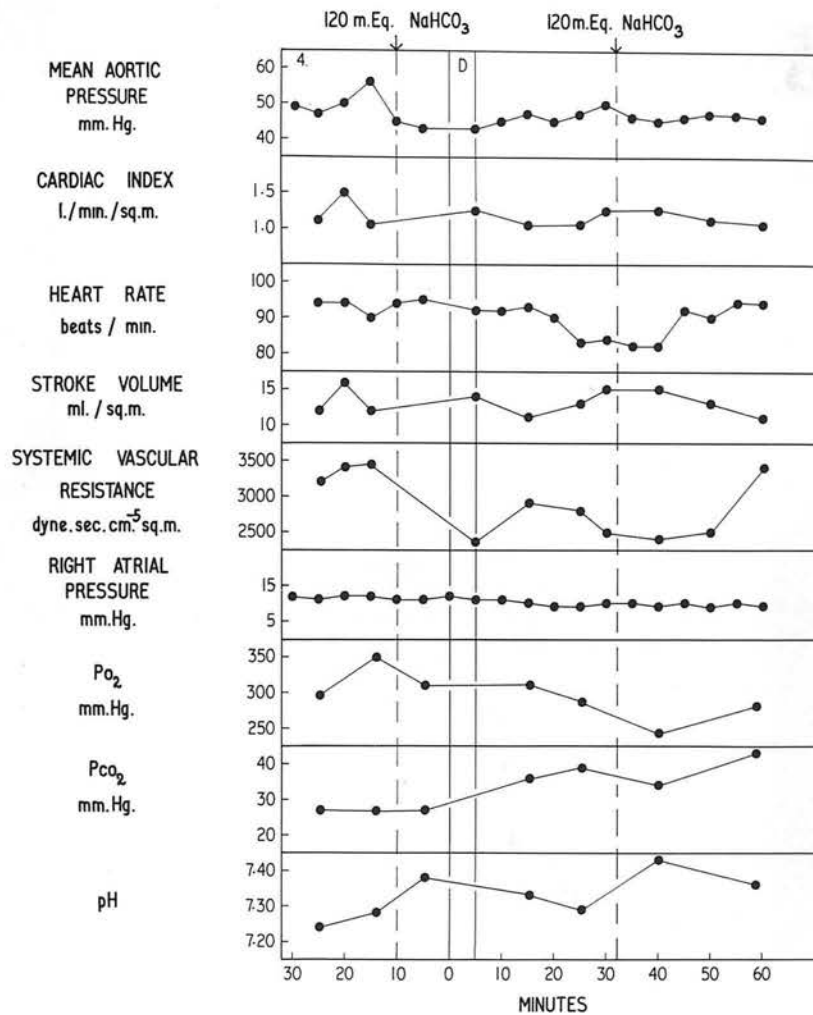 120 m.Eq. NaHCO₃ 120 m.Eq. NaHCO₃
4. D
MEAN AORTIC
PRESSURE
mm.Hg.
60
50
40
CARDIAC INDEX
l./min./sq.m.
1.5
1.0
HEART RATE
beats / min.
100
90
80
STROKE VOLUME
ml. / sq.m.
15
10
SYSTEMIC VASCULAR
RESISTANCE
dyne.sec.cm.⁻⁵sq.m.
3500
3000
2500
RIGHT ATRIAL
PRESSURE
mm.Hg.
15
5
Po₂
mm.Hg.
350
300
250
Pco₂
mm.Hg.
40
30
20
pH
7.40
7.30
7.20
30 20 10 0 10 20 30 40 50 60
MINUTES